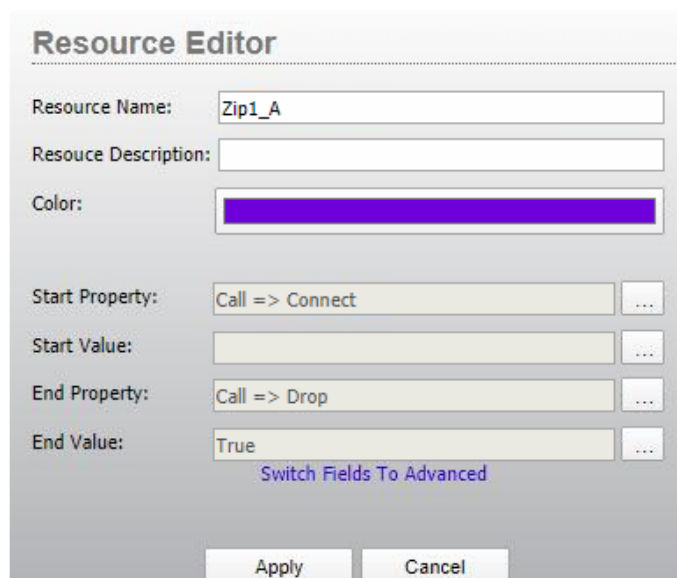 Resource Editor
Resource Name: Zip1_A
Resouce Description:
Color:
Start Property: Call => Connect ...
Start Value: ...
End Property: Call => Drop ...
End Value: True ...
Switch Fields To Advanced
Apply Cancel